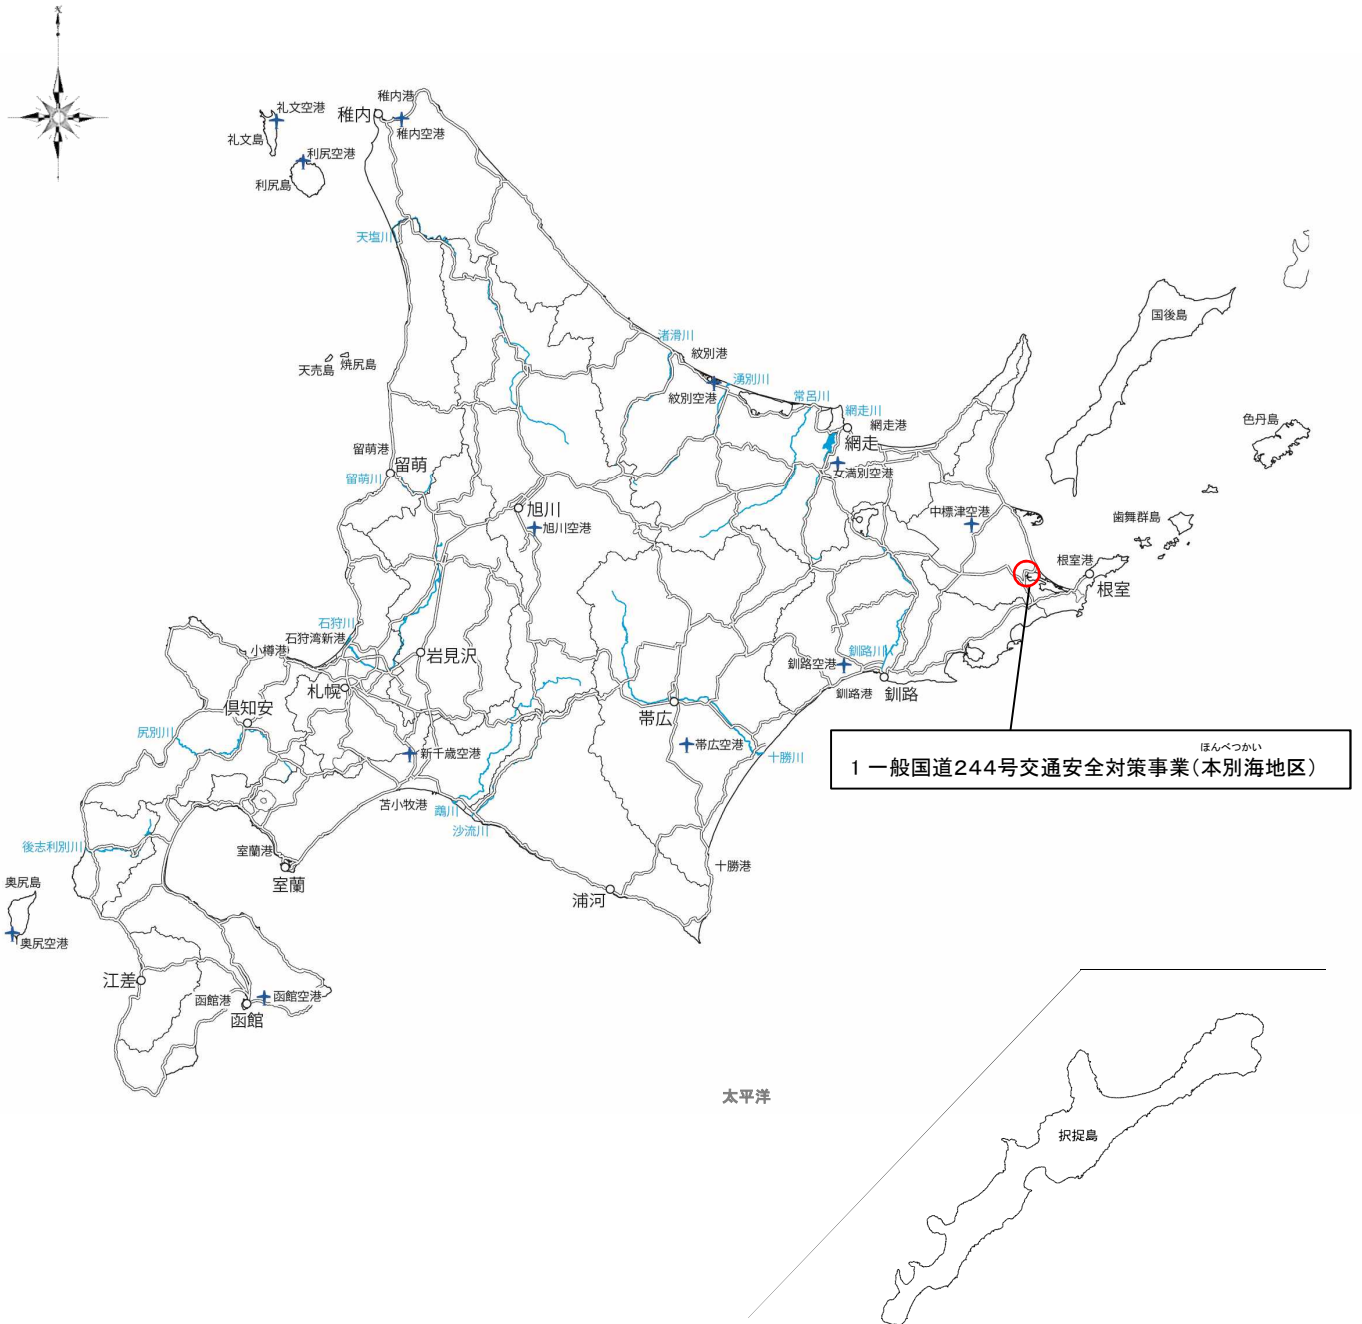 稚内港
礼文空港
稚内
稚内空港
礼文島
利尻空港
利尻島
天塩川
国後島
渚滑川
紋別港
天売島
焼尻島
湧別川
紋別空港
常呂川
網走川
網走港
網走
色丹島
留萌港
留萌
留萌川
女満別空港
旭川
旭川空港
中標津空港
歯舞群島
根室港
根室
石狩川
石狩湾新港
小樽港
岩見沢
札幌
釧路空港
釧路川
釧路港
釧路
倶知安
尻別川
帯広
帯広空港
十勝川
新千歳空港
ほんべつかい
1 一般国道244号交通安全対策事業(本別海地区)
苫小牧港
鵡川
沙流川
後志利別川
室蘭港
室蘭
十勝港
奥尻島
浦河
奥尻空港
江差
函館港
函館空港
函館
太平洋
択捉島